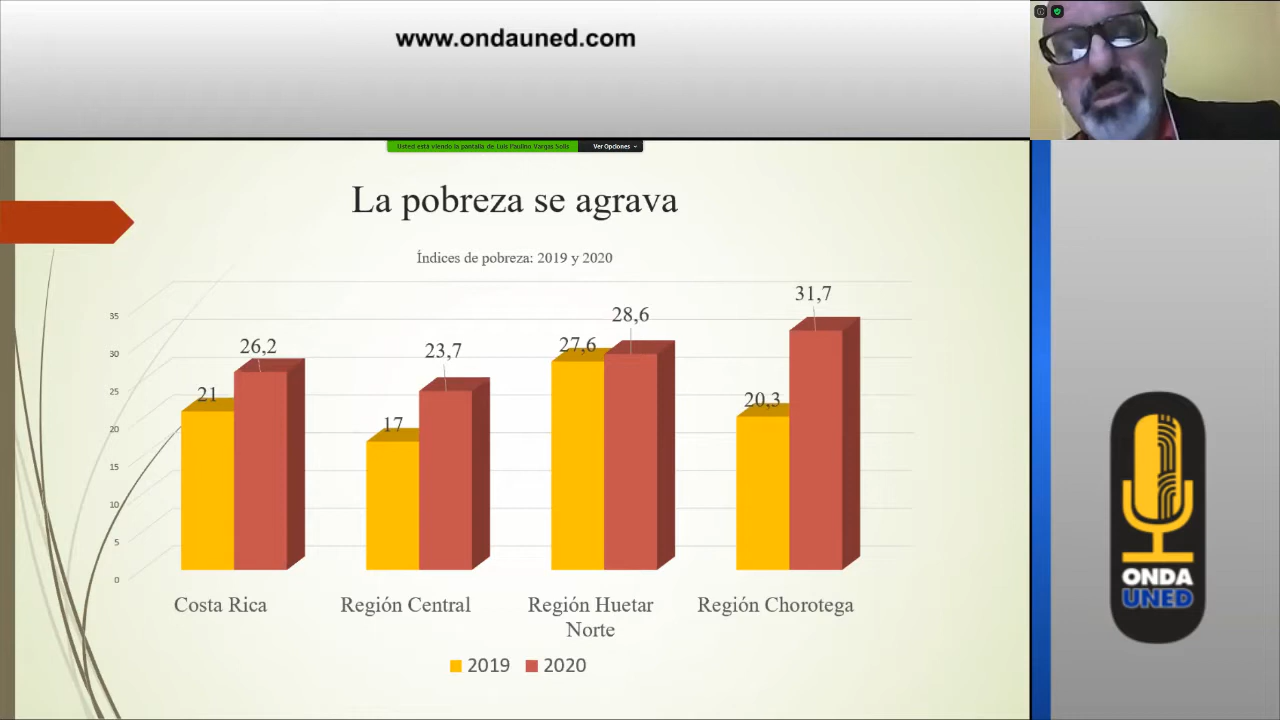 www.ondauned.com
Usted está viendo la pantalla de Luis Paulino Vargas Solís
Ver Opciones
La pobreza se agrava
Índices de pobreza: 2019 y 2020
35
30
25
20
15
10
5
0
21
26,2
17
23,7
27,6
28,6
20,3
31,7
Costa Rica
Región Central
Región Huetar
Norte
Región Chorotega
2019
2020
ONDA
UNED